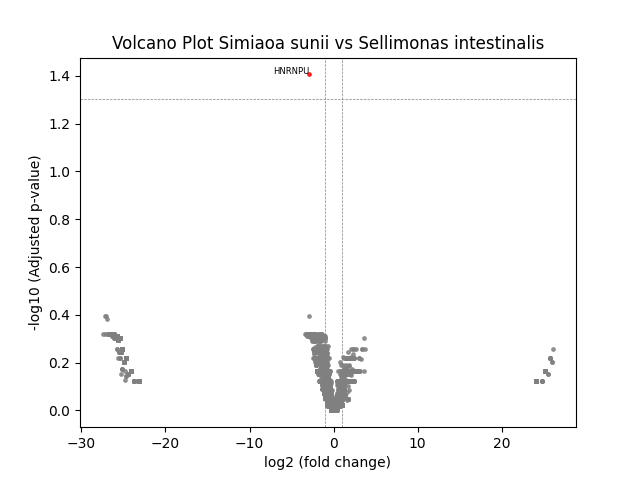 Volcano Plot Simiaoa sunii vs Sellimonas intestinalis
HNRNPU
-log10 (Adjusted p-value)
1.4
1.2
1.0
0.8
0.6
0.4
0.2
0.0
−30 −20 −10 0 10 20
log2 (fold change)